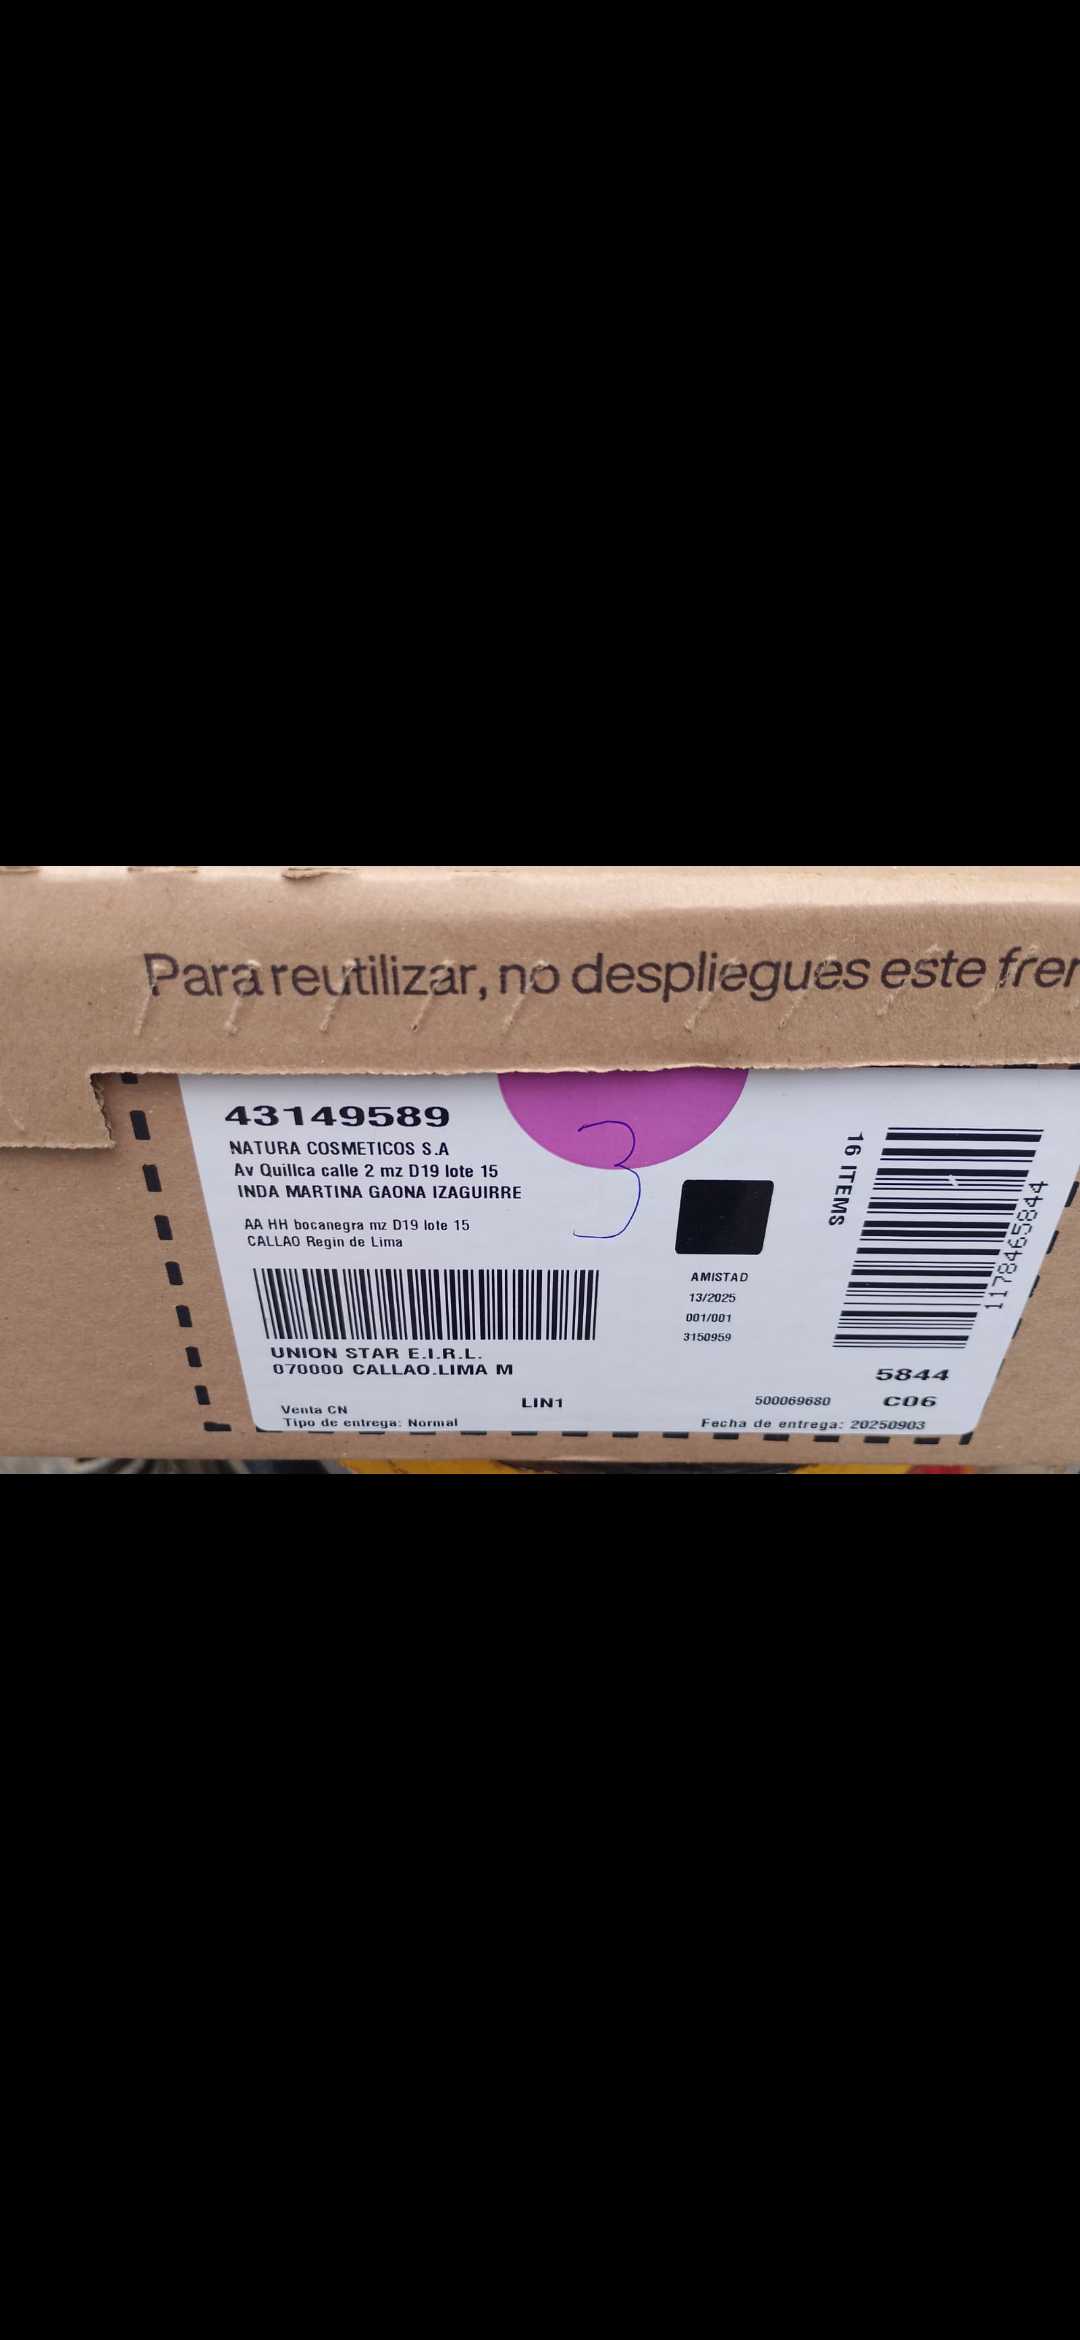 Para reutilizar, no despliegues este fren
43149589
NATURA COSMETICOS S.A
Av Quillca calle 2 mz D19 lote 15
INDA MARTINA GAONA IZAGUIRRE
AA HH bocanegra mz D19 lote 15
CALLAO Regin de Lima
UNION STAR E.I.R.L.
070000 CALLAO.LIMA M
Venta CN
Tipo de entrega: Normal
LIN1
3
AMISTAD
13/2025
001/001
3150959
500069680
Fecha de entrega: 20250903
16 ITEMS
1178465844
5844
C06